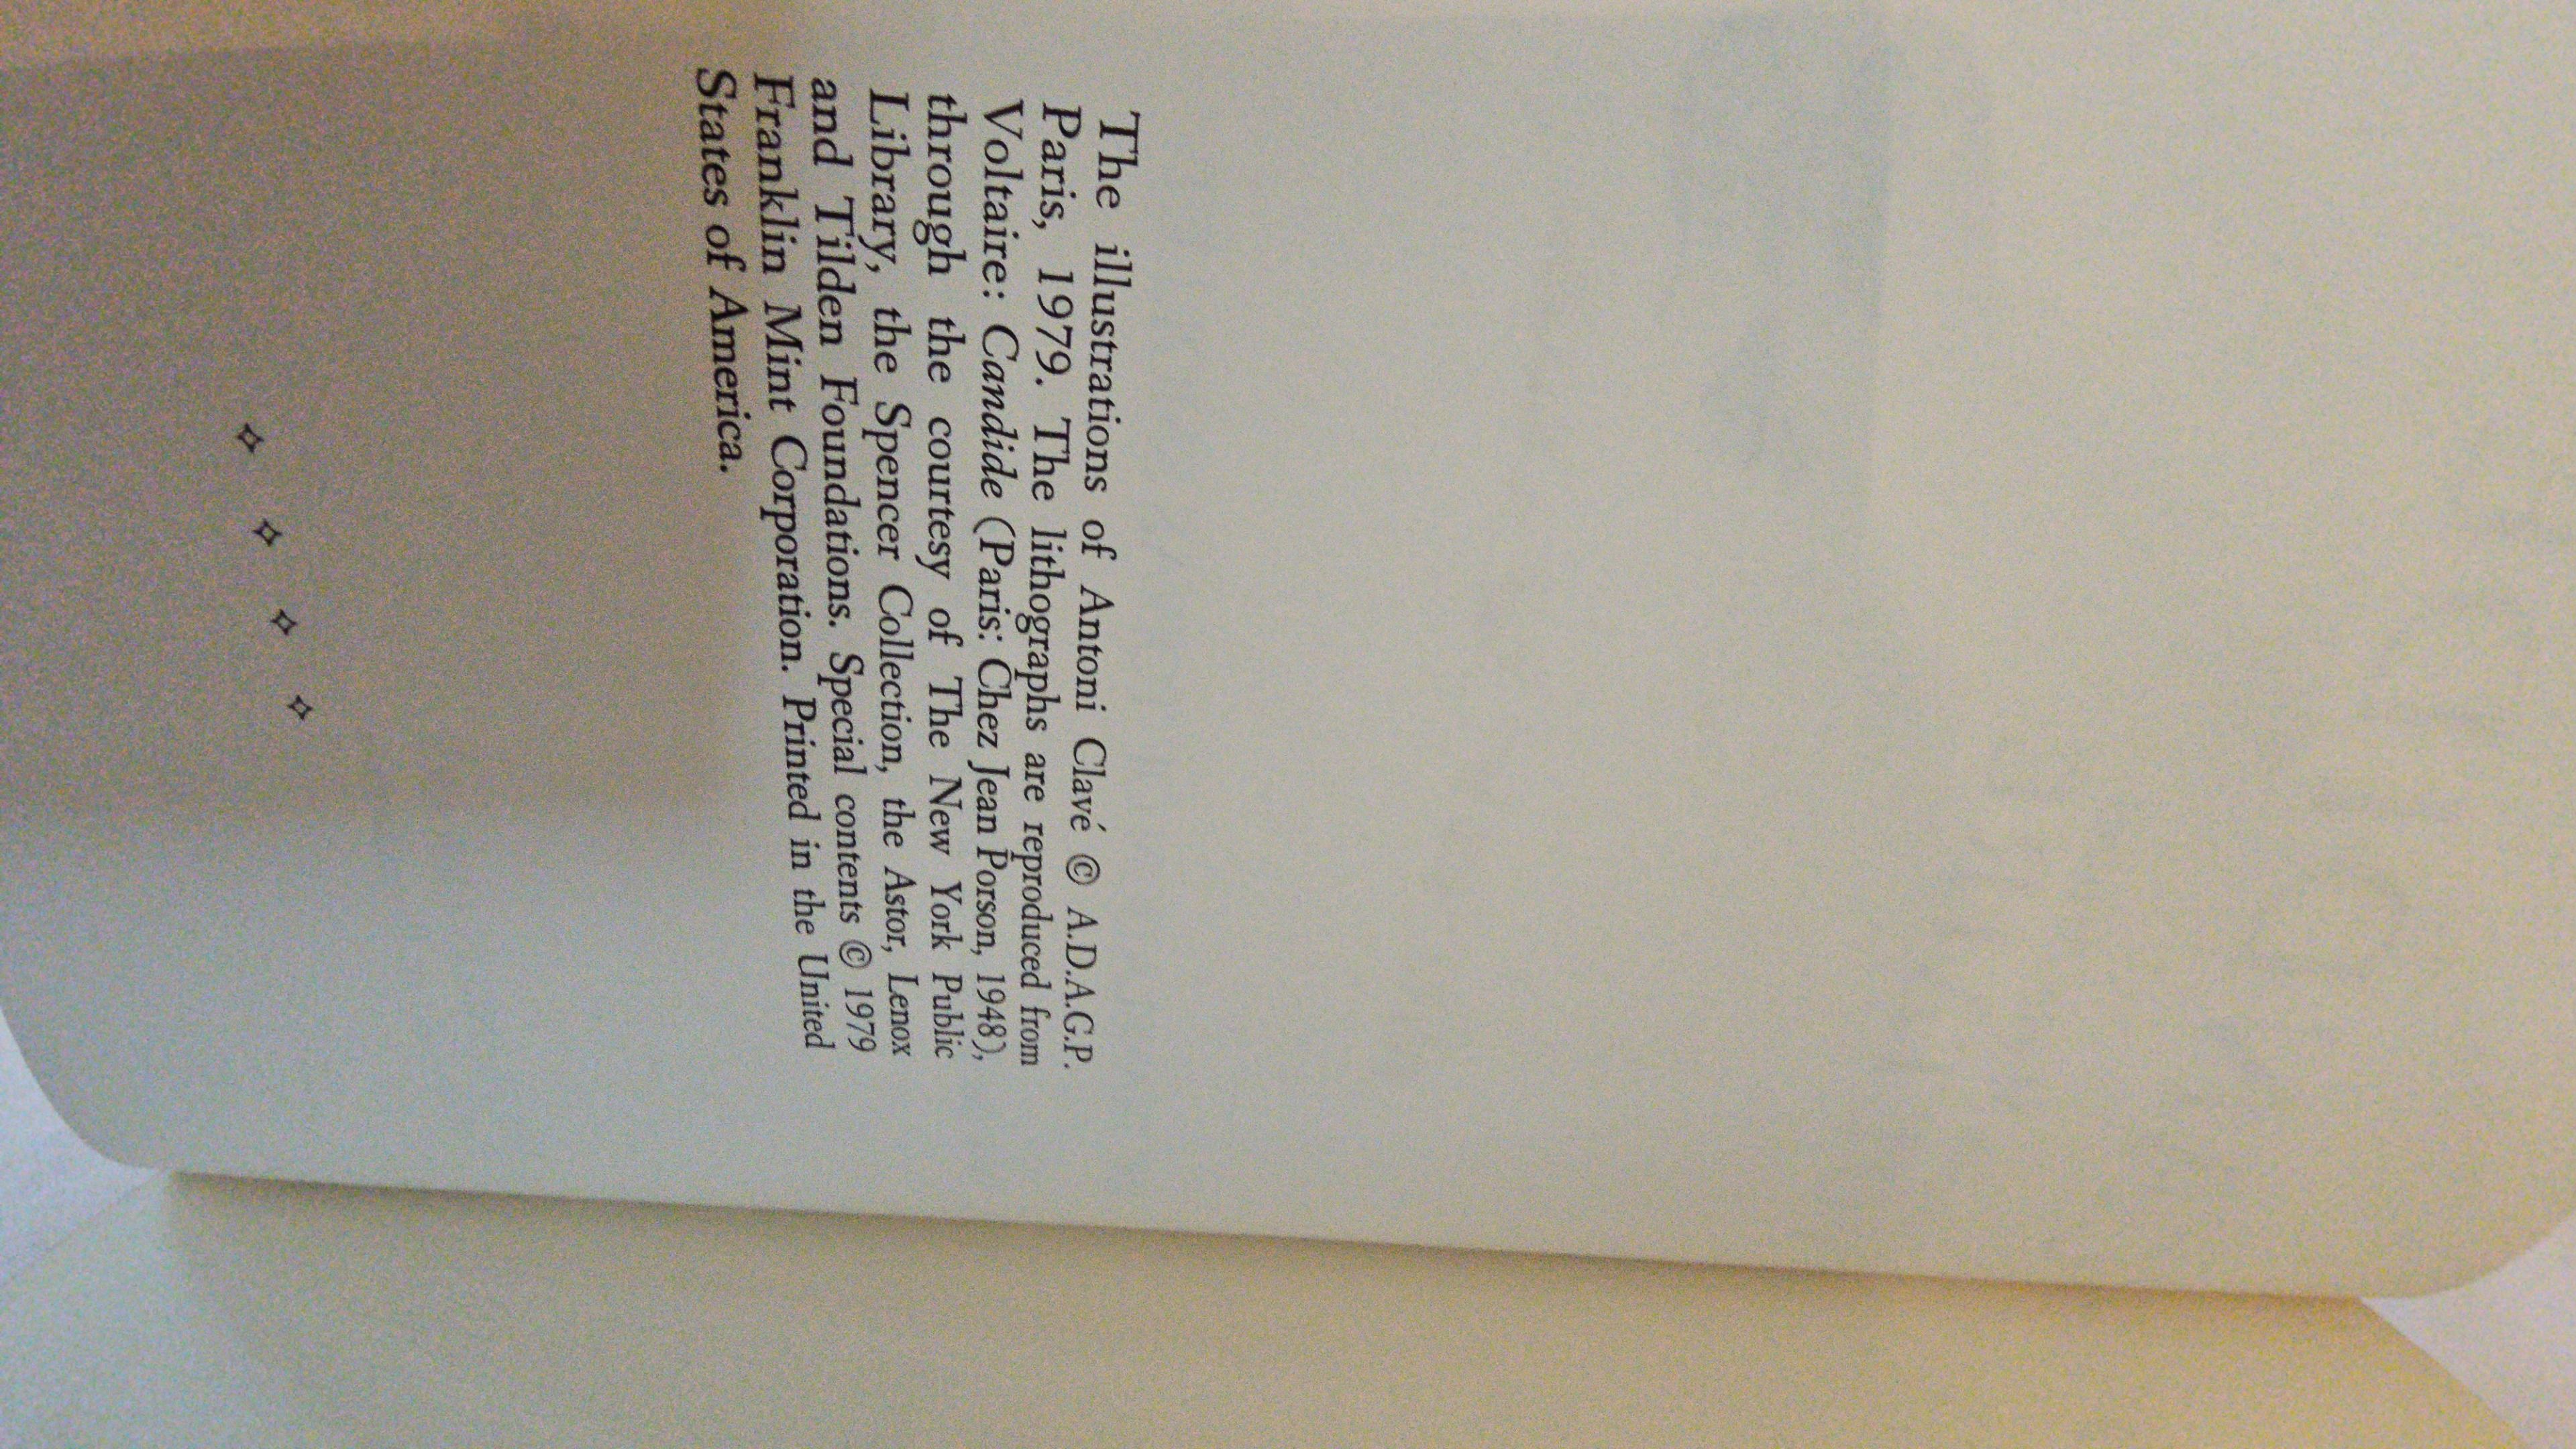 The illustrations of Antoni Clavé © A.D.A.G.P.
Paris, 1979. The lithographs are reproduced from
Voltaire: Candide (Paris: Chez Jean Porson, 1948),
through the courtesy of The New York Public
Library, the Spencer Collection, the Astor, Lenox
and Tilden Foundations. Special contents © 1979
Franklin Mint Corporation. Printed in the United
States of America.